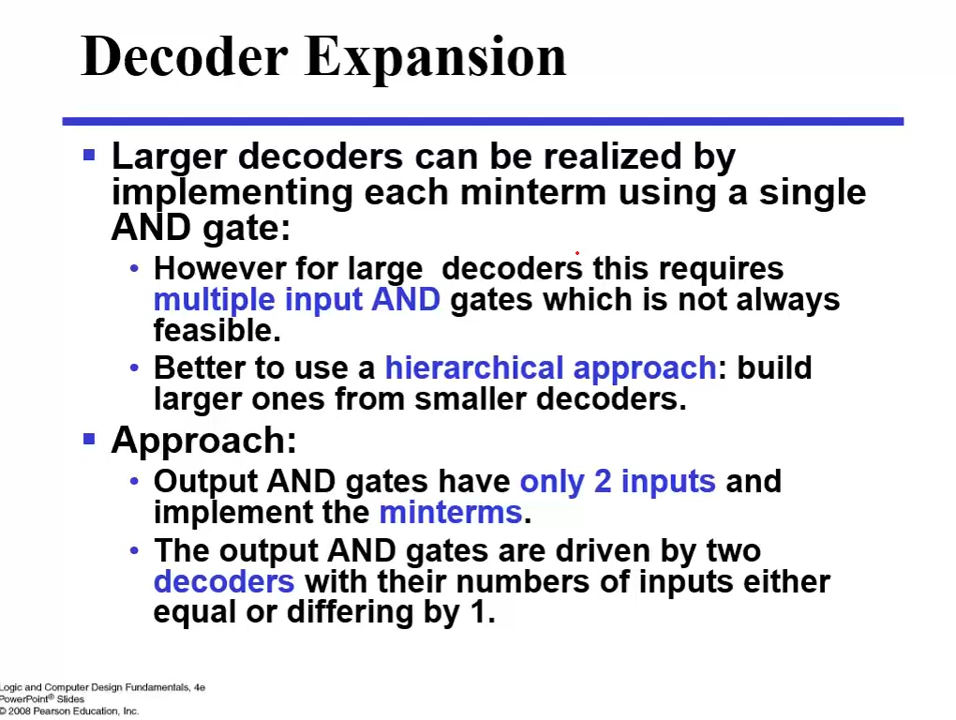 Decoder Expansion
▪ Larger decoders can be realized by
implementing each minterm using a single
AND gate:
• However for large decoders this requires
multiple input AND gates which is not always
feasible.
• Better to use a hierarchical approach: build
larger ones from smaller decoders.
▪ Approach:
• Output AND gates have only 2 inputs and
implement the minterms.
• The output AND gates are driven by two
decoders with their numbers of inputs either
equal or differing by 1.
Logic and Computer Design Fundamentals, 4e
PowerPoint® Slides
© 2008 Pearson Education, Inc.